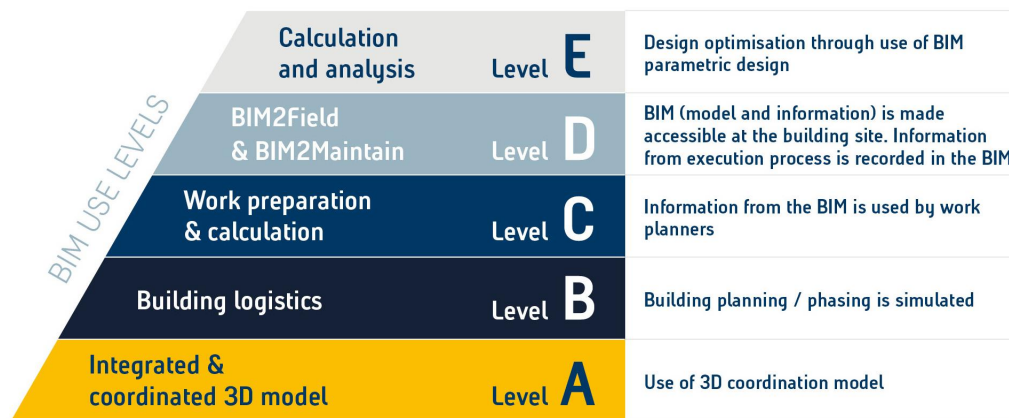 BIM USE LEVELS
Calculation
and analysis
Level E
Design optimisation through use of BIM
parametric design
BIM2Field
& BIM2Maintain
Level D
BIM (model and information) is made
accessible at the building site. Information
from execution process is recorded in the BIM
Work preparation
& calculation
Level C
Information from the BIM is used by work
planners
Building logistics
Level B
Building planning / phasing is simulated
Integrated &
coordinated 3D model
Level A
Use of 3D coordination model